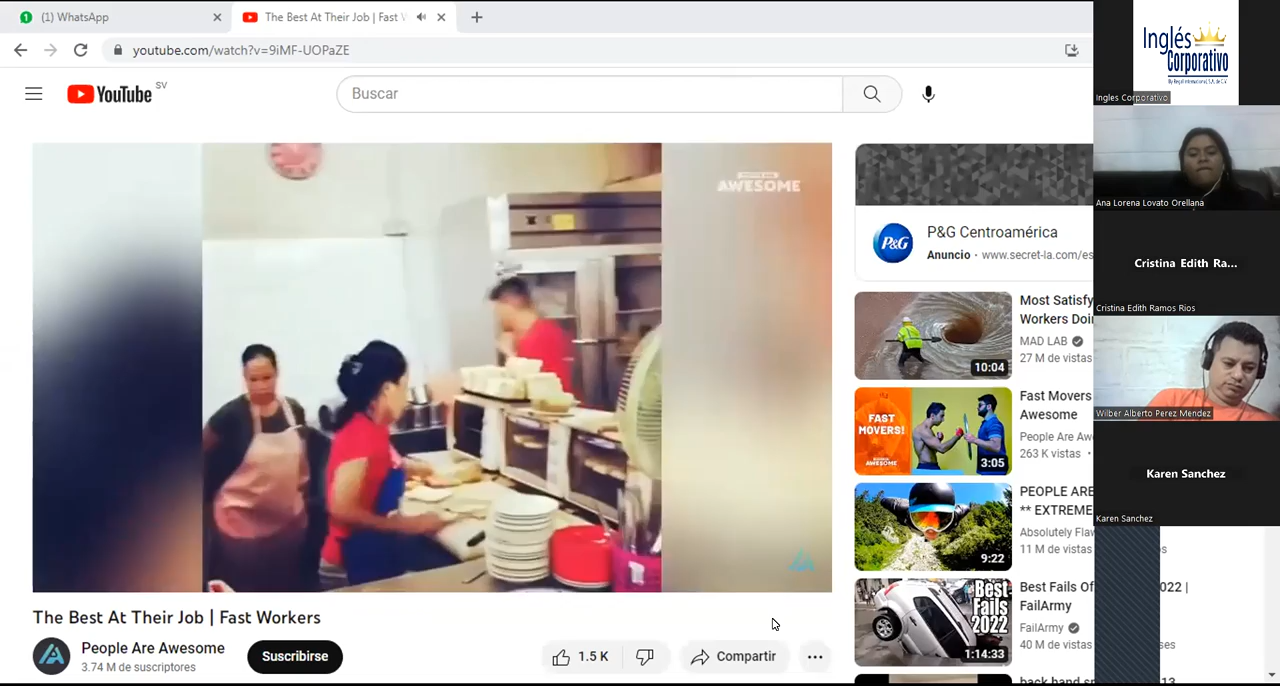 1 (1) WhatsApp
The Best At Their Job | Fast W
youtube.com/watch?v=9iMF-UOPaZE
YouTube SV
Buscar
AWESOME
The Best At Their Job | Fast Workers
People Are Awesome
3.74 M de suscriptores
Suscribirse
1.5 K
Compartir
P&G
P&G Centroamérica
Anuncio · www.secret-la.com/es
Most Satisfy
Workers Doi
MAD LAB
27 M de vistas
10:04
Fast Movers
Awesome
People Are Aw
263 K vistas •
FAST
MOVERS!
3:05
PEOPLE ARE
** EXTREME
Absolutely Fla
11 M de vistas
9:22
Best Fails Of
2022 |
FailArmy
FailArmy
40 M de vistas
Best
Fails
2022
1:14:33
Inglés
Corporativo
Ingles Corporativo
Ana Lorena Lovato Orellana
Cristina Edith Ra...
Cristina Edith Ramos Rios
Wilber Alberto Perez Mendez
Karen Sanchez
Karen Sanchez